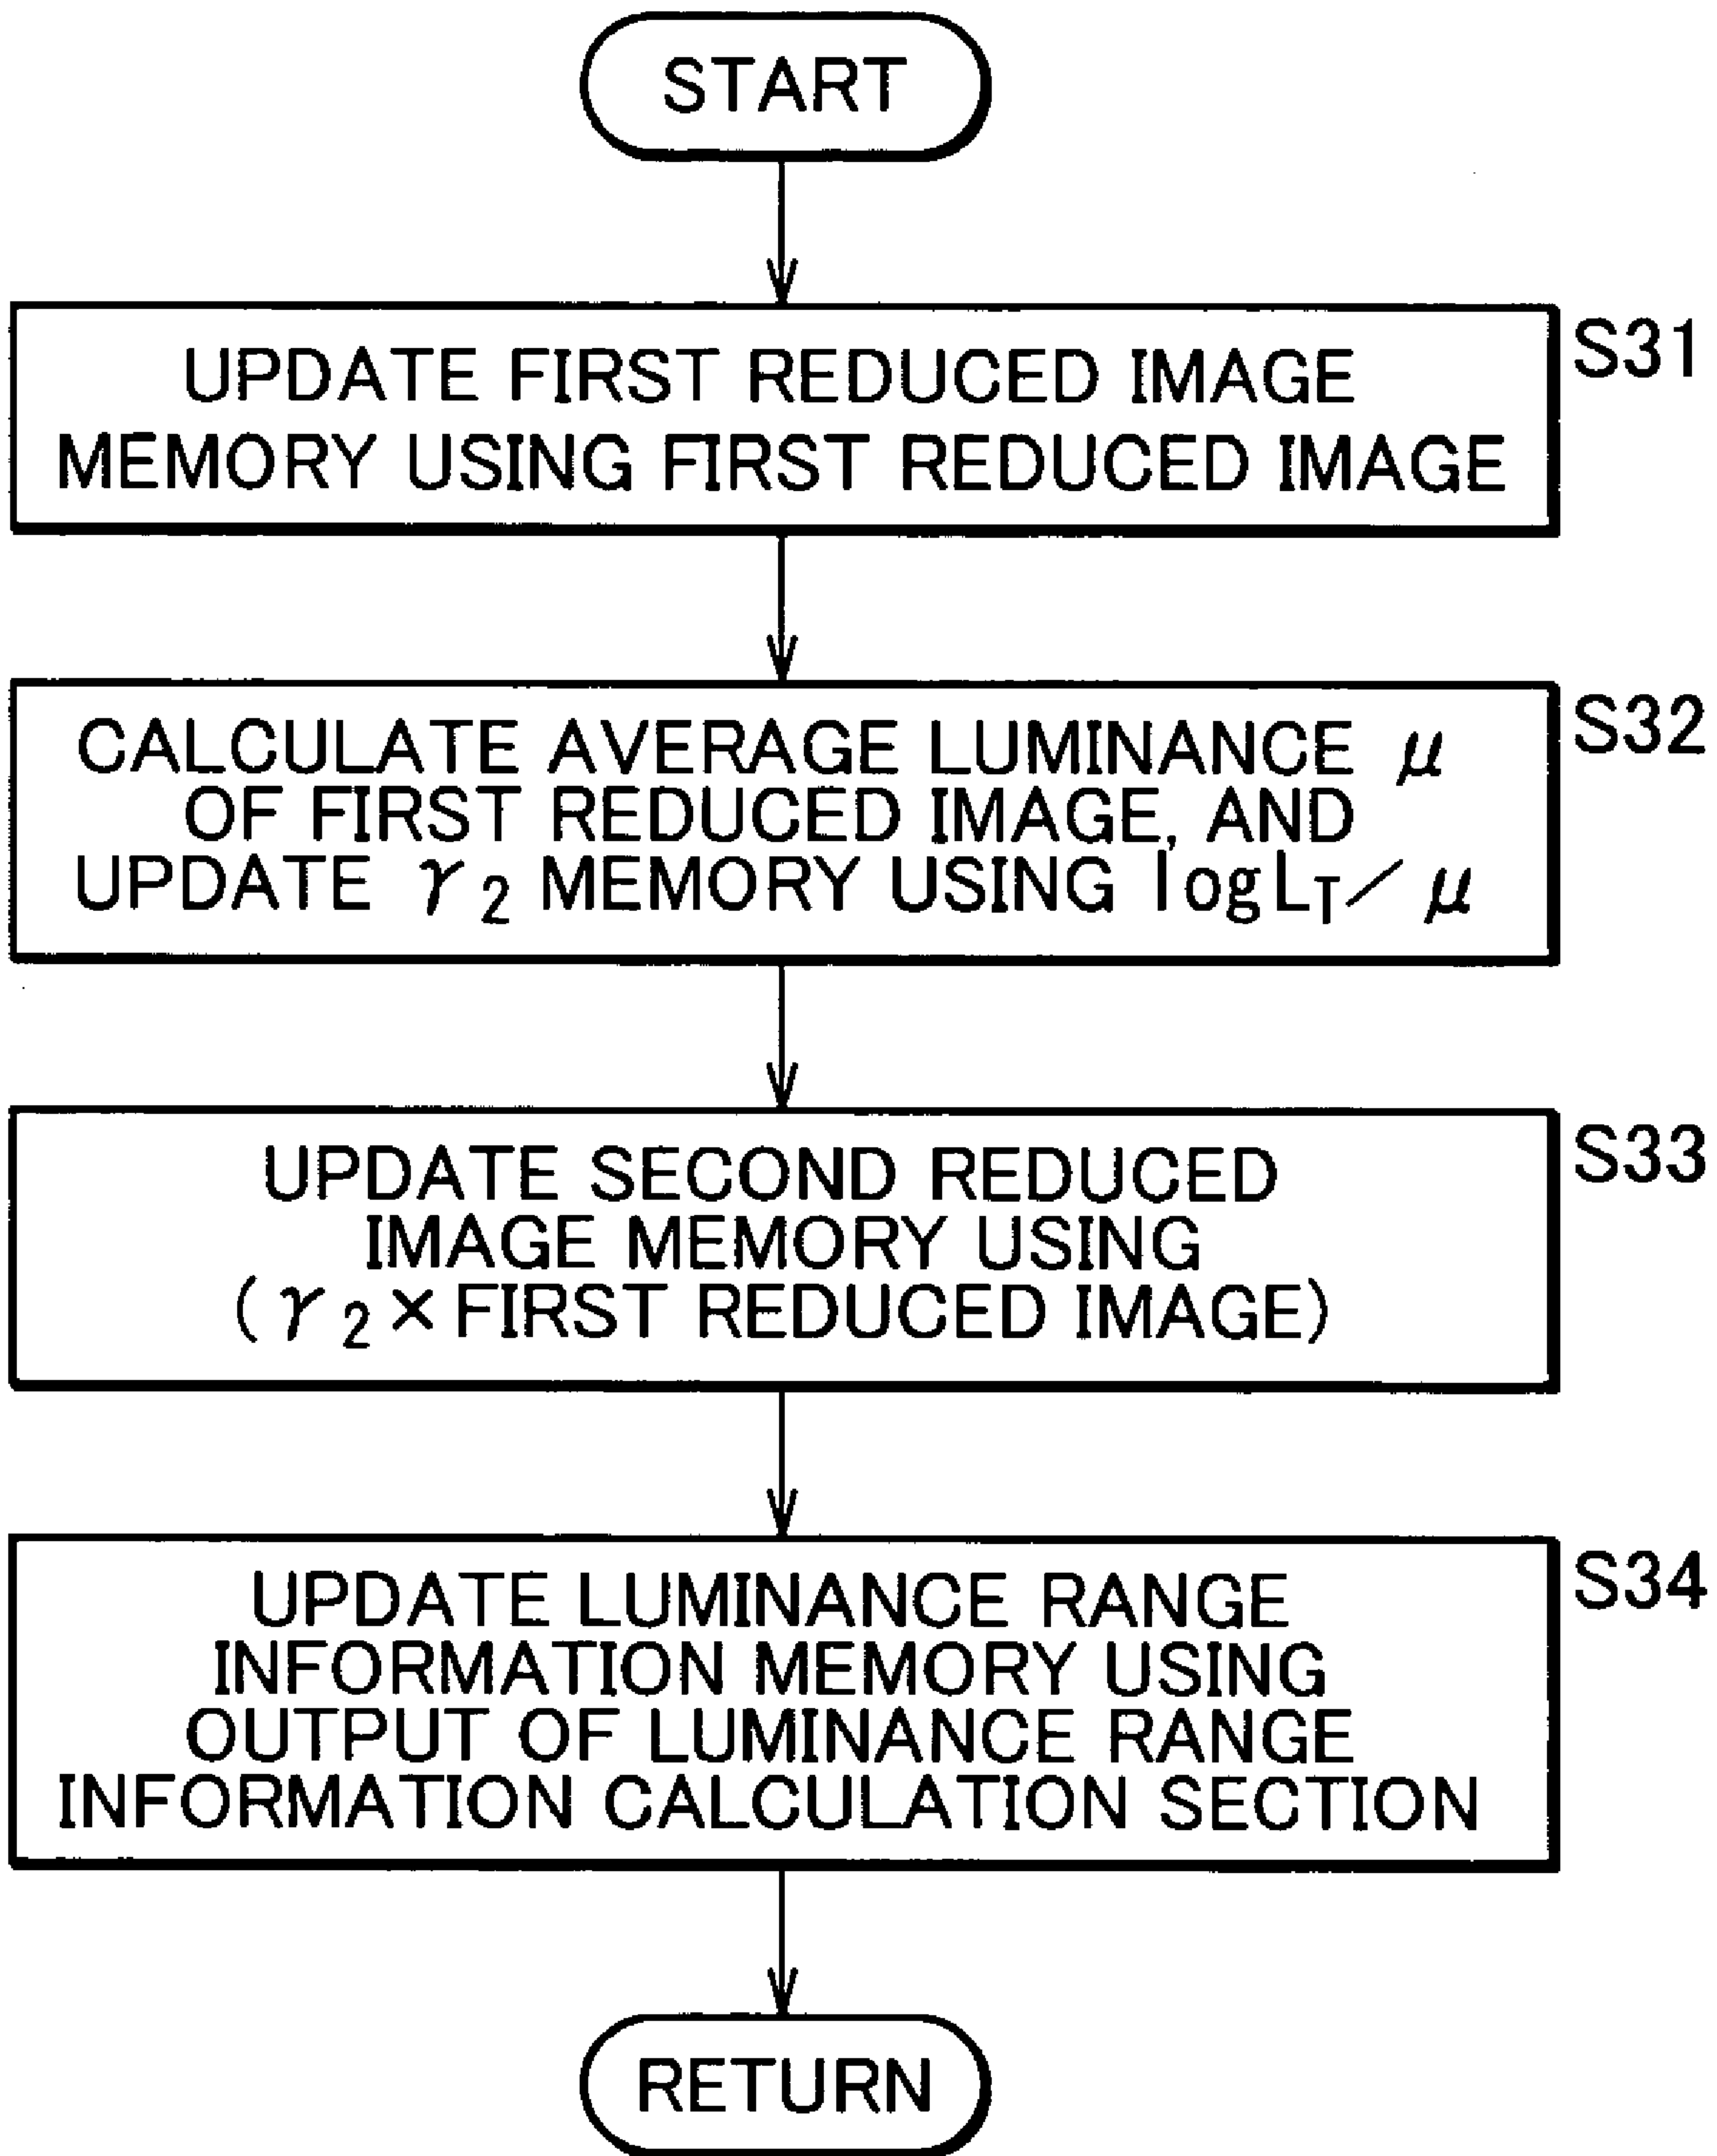 START
S31
UPDATE FIRST REDUCED IMAGE
MEMORY USING FIRST REDUCED IMAGE
S32
CALCULATE AVERAGE LUMINANCE μ
OF FIRST REDUCED IMAGE, AND
UPDATE γ₂ MEMORY USING logL_T/μ
S33
UPDATE SECOND REDUCED
IMAGE MEMORY USING
(γ₂×FIRST REDUCED IMAGE)
S34
UPDATE LUMINANCE RANGE
INFORMATION MEMORY USING
OUTPUT OF LUMINANCE RANGE
INFORMATION CALCULATION SECTION
RETURN